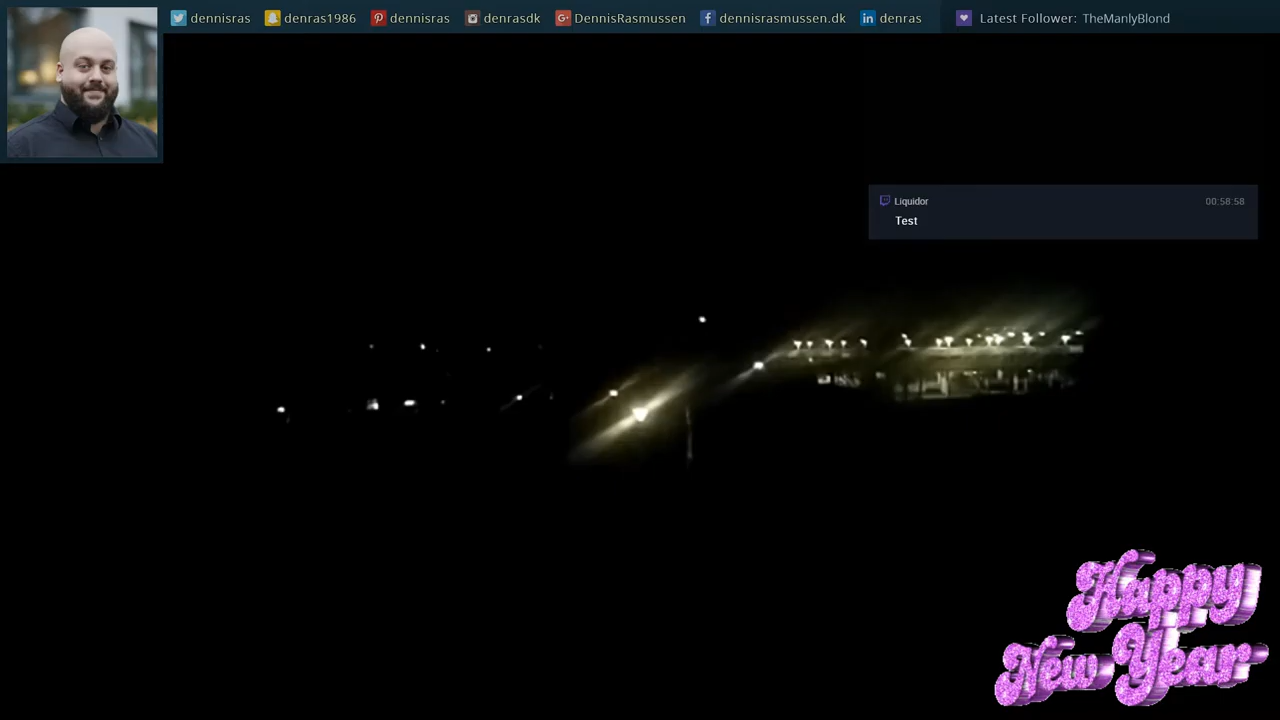 dennisras denras1986 dennisras denrasdk DennisRasmussen dennisrasmussen.dk denras Latest Follower: TheManlyBlond
Liquidor 00:58:58
Test
Happy
New Year